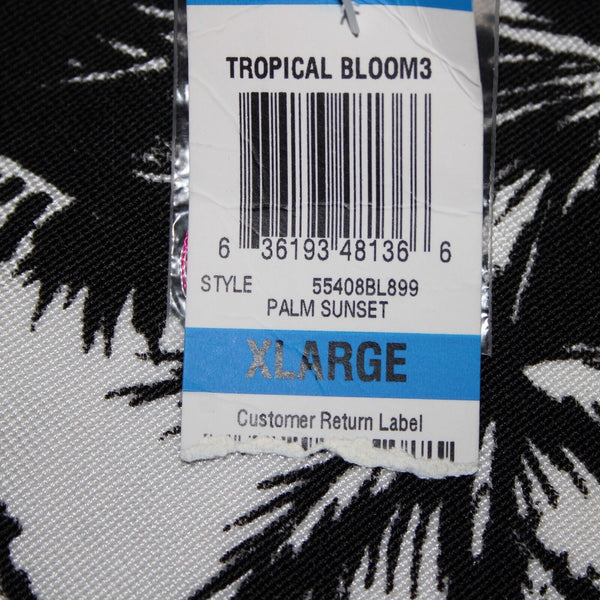 TROPICAL BLOOM3
6 36193 48136 6
STYLE 55408BL899
PALM SUNSET
XLARGE
Customer Return Label